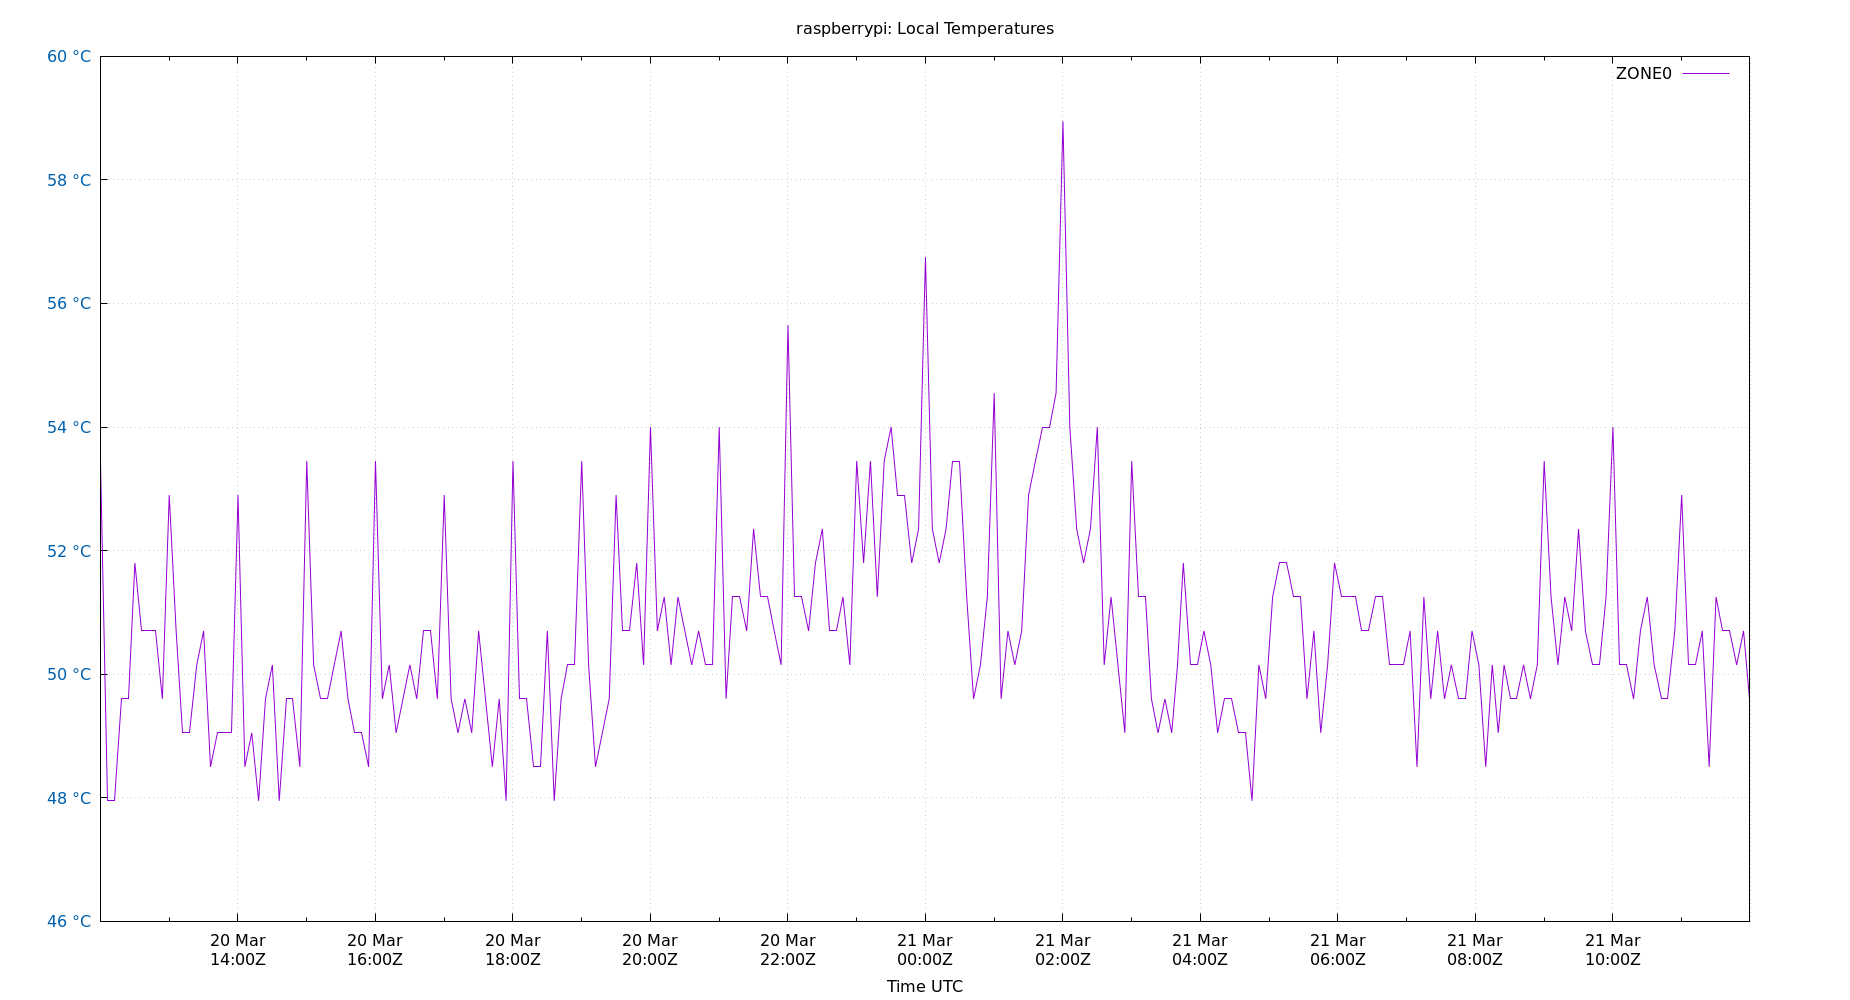 raspberrypi: Local Temperatures
ZONE0
60 °C
58 °C
56 °C
54 °C
52 °C
50 °C
48 °C
46 °C
20 Mar
14:00Z
20 Mar
16:00Z
20 Mar
18:00Z
20 Mar
20:00Z
20 Mar
22:00Z
21 Mar
00:00Z
21 Mar
02:00Z
21 Mar
04:00Z
21 Mar
06:00Z
21 Mar
08:00Z
21 Mar
10:00Z
Time UTC